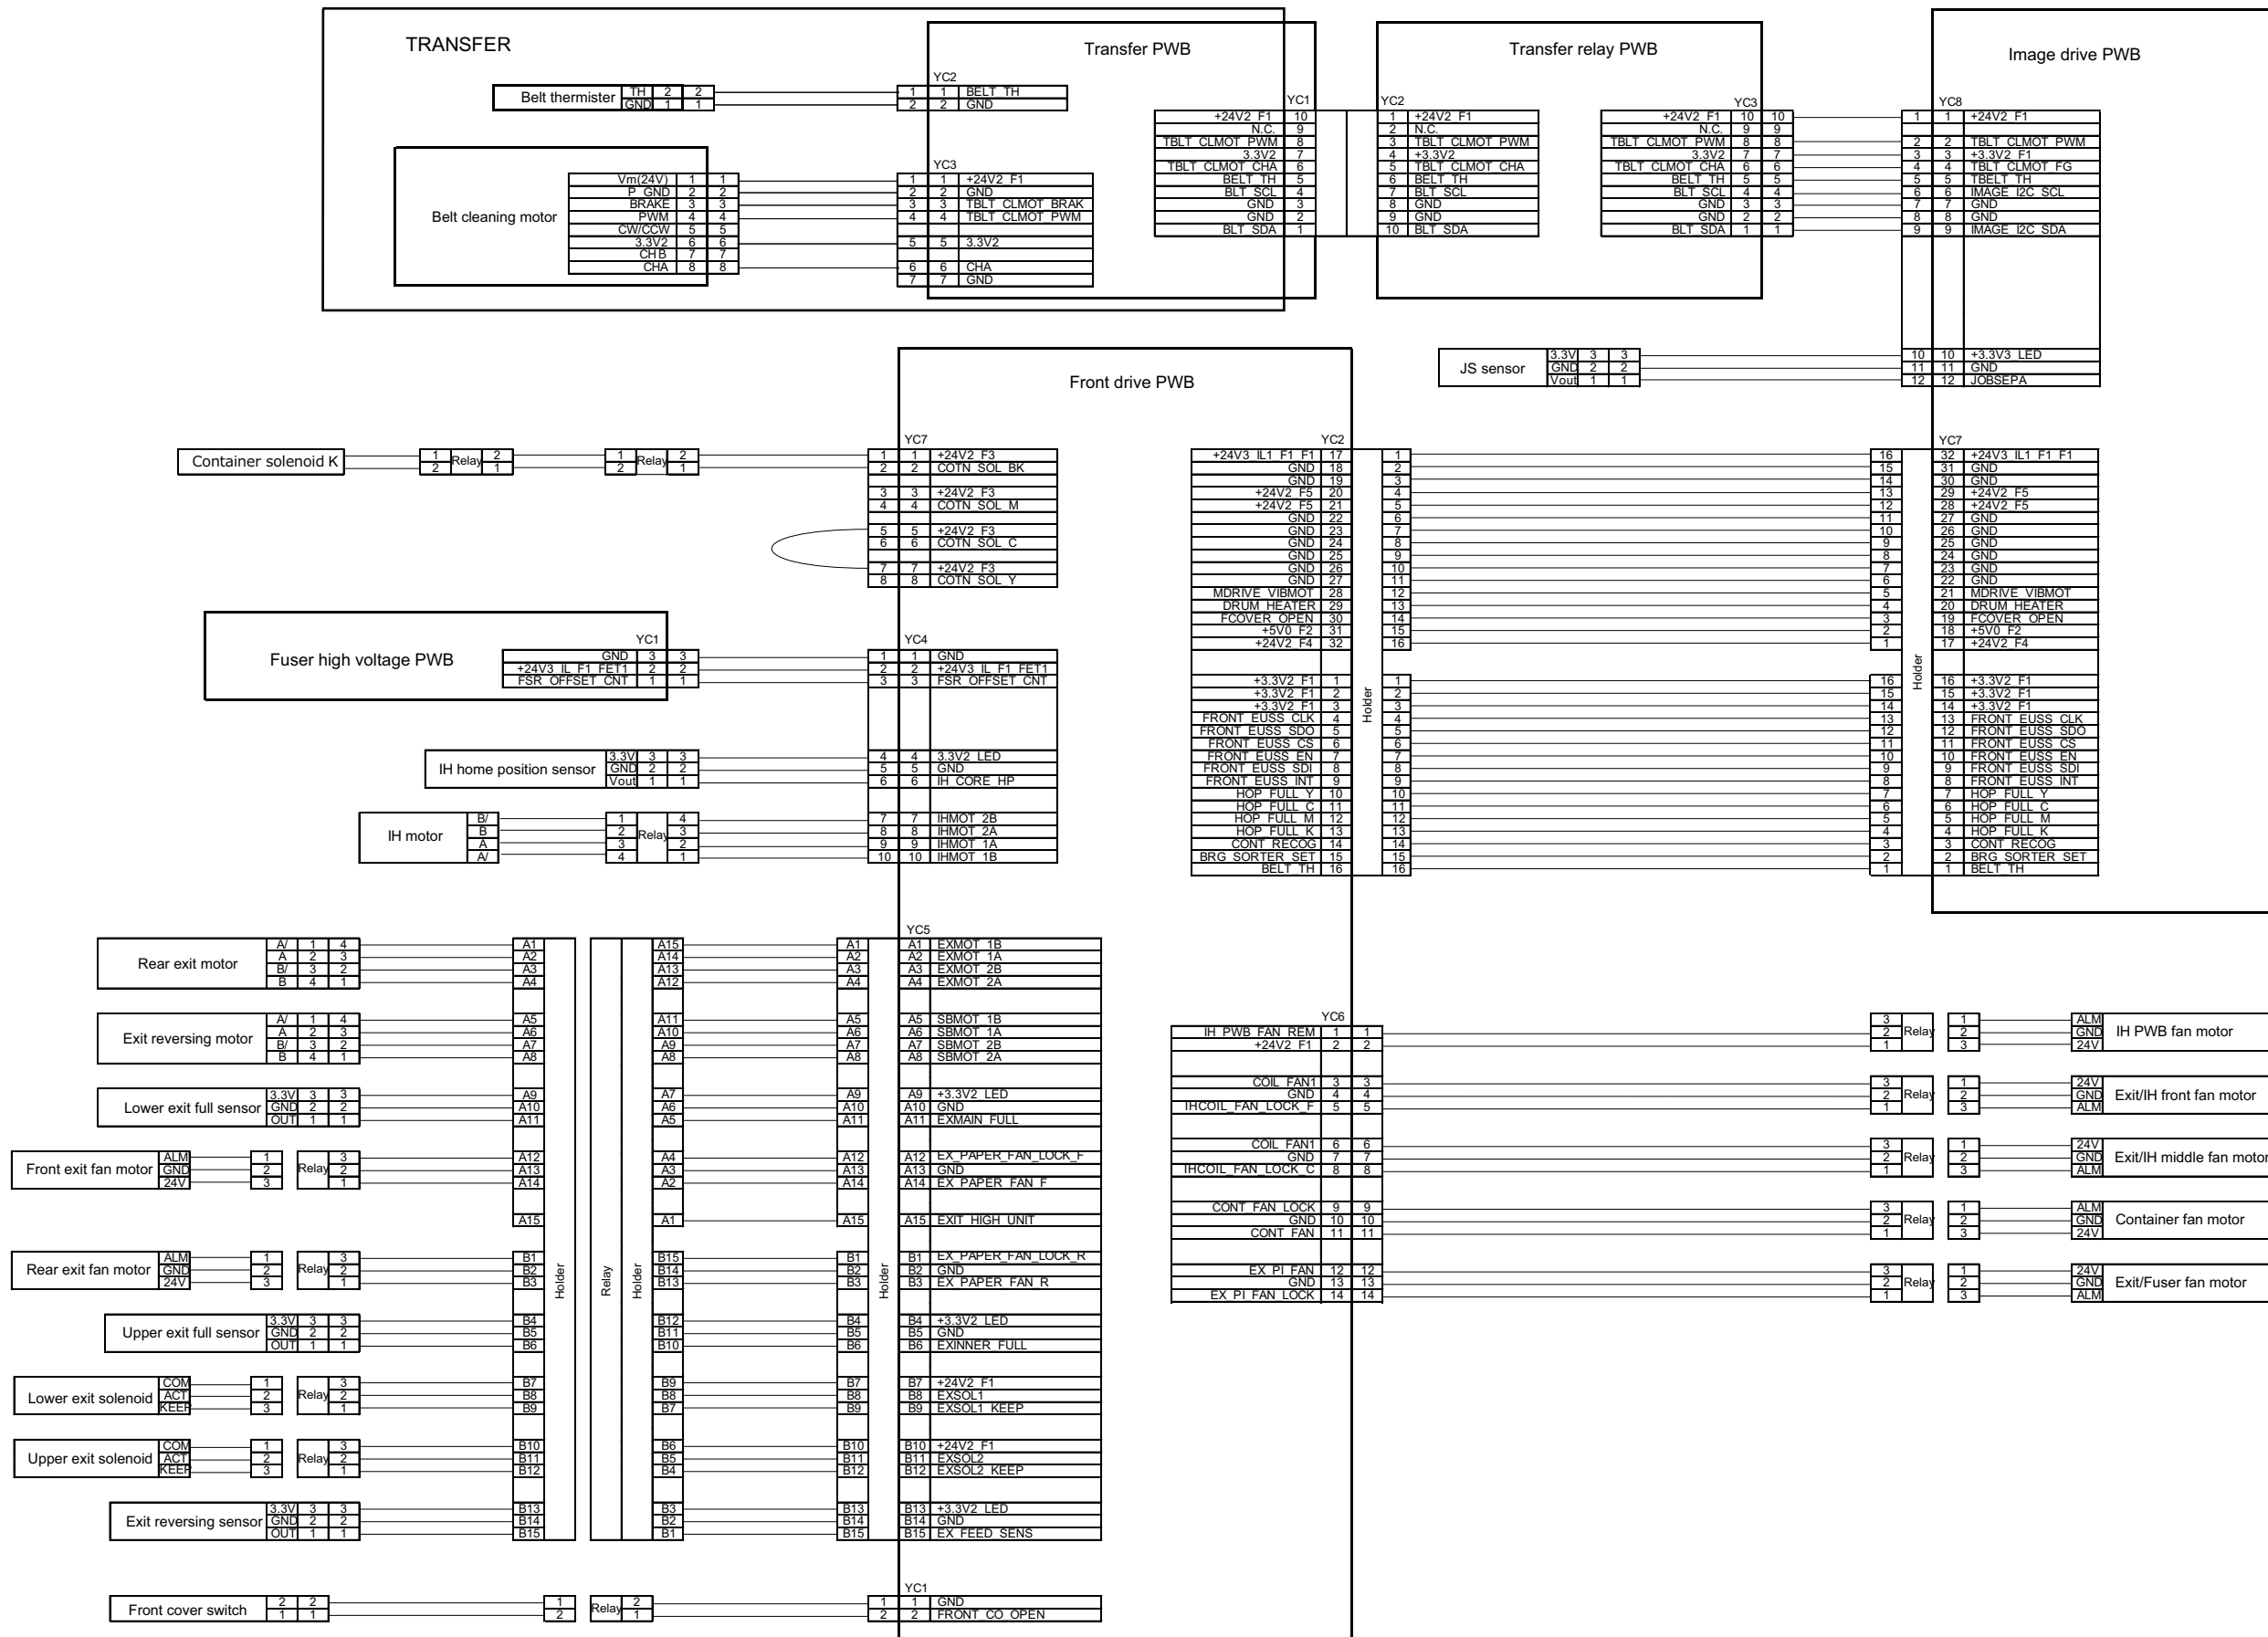 TRANSFER
Transfer PWB
Transfer relay PWB
Image drive PWB
Belt thermister TH 2 2
GND 1 1
YC2
1 1 BELT_TH
2 2 GND
Belt cleaning motor
Vm(24V) 1 1
P_GND 2 2
BRAKE 3 3
PWM 4 4
CW/CCW 5 5
3.3V2 6 6
CHB 7 7
CHA 8 8
YC3
1 1 +24V2_F1
2 2 GND
3 3 TBLT_CLMOT_BRAK
4 4 TBLT_CLMOT_PWM
5 5 3.3V2
6 6 CHA
7 7 GND
YC1
+24V2_F1 10
N.C. 9
TBLT_CLMOT_PWM 8
3.3V2 7
TBLT_CLMOT_CHA 6
BELT_TH 5
BLT_SCL 4
GND 3
GND 2
BLT_SDA 1
YC2
1 +24V2_F1
2 N.C.
3 TBLT_CLMOT_PWM
4 +3.3V2
5 TBLT_CLMOT_CHA
6 BELT_TH
7 BLT_SCL
8 GND
9 GND
10 BLT_SDA
YC3
+24V2_F1 10 10
N.C. 9 9
TBLT_CLMOT_PWM 8 8
3.3V2 7 7
TBLT_CLMOT_CHA 6 6
BELT_TH 5 5
BLT_SCL 4 4
GND 3 3
GND 2 2
BLT_SDA 1 1
YC8
1 1 +24V2_F1
2 2 TBLT_CLMOT_PWM
3 3 +3.3V2_F1
4 4 TBLT_CLMOT_FG
5 5 TBELT_TH
6 6 IMAGE_I2C_SCL
7 7 GND
8 8 GND
9 9 IMAGE_I2C_SDA
10 10 +3.3V3_LED
11 11 GND
12 12 JOBSEPA
JS sensor
3.3V 3 3
GND 2 2
Vout 1 1
Front drive PWB
Container solenoid K
1 Relay 2
2 1
1 Relay 2
2 1
YC7
1 1 +24V2_F3
2 2 COTN_SOL_BK
3 3 +24V2_F3
4 4 COTN_SOL_M
5 5 +24V2_F3
6 6 COTN_SOL_C
7 7 +24V2_F3
8 8 COTN_SOL_Y
Fuser high voltage PWB
YC1
GND 3 3
+24V3_IL_F1_FET1 2 2
FSR_OFFSET_CNT 1 1
YC4
1 1 GND
2 2 +24V3_IL_F1_FET1
3 3 FSR_OFFSET_CNT
4 4 3.3V2_LED
5 5 GND
6 6 IH_CORE_HP
7 7 IHMOT_2B
8 8 IHMOT_2A
9 9 IHMOT_1A
10 10 IHMOT_1B
IH home position sensor
3.3V 3 3
GND 2 2
Vout 1 1
IH motor
B/
B
A
A/
1 4
2 Relay 3
3 2
4 1
YC2
+24V3_IL1_F1_F1 17 1
GND 18 2
GND 19 3
+24V2_F5 20 4
+24V2_F5 21 5
GND 22 6
GND 23 7
GND 24 8
GND 25 9
GND 26 10
GND 27 11
MDRIVE_VIBMOT 28 12
DRUM_HEATER 29 13
FCOVER_OPEN 30 14
+5V0_F2 31 15
+24V2_F4 32 16
+3.3V2_F1 1 1
+3.3V2_F1 2 2
+3.3V2_F1 3 3
FRONT_EUSS_CLK 4 4
FRONT_EUSS_SDO 5 5
FRONT_EUSS_CS 6 6
FRONT_EUSS_EN 7 7
FRONT_EUSS_SDI 8 8
FRONT_EUSS_INT 9 9
HOP_FULL_Y 10 10
HOP_FULL_C 11 11
HOP_FULL_M 12 12
HOP_FULL_K 13 13
CONT_RECOG 14 14
BRG_SORTER_SET 15 15
BELT_TH 16 16
Holder
YC7
16 32 +24V3_IL1_F1_F1
15 31 GND
14 30 GND
13 29 +24V2_F5
12 28 +24V2_F5
11 27 GND
10 26 GND
9 25 GND
8 24 GND
7 23 GND
6 22 GND
5 21 MDRIVE_VIBMOT
4 20 DRUM_HEATER
3 19 FCOVER_OPEN
2 18 +5V0_F2
1 17 +24V2_F4
16 16 +3.3V2_F1
15 15 +3.3V2_F1
14 14 +3.3V2_F1
13 13 FRONT_EUSS_CLK
12 12 FRONT_EUSS_SDO
11 11 FRONT_EUSS_CS
10 10 FRONT_EUSS_EN
9 9 FRONT_EUSS_SDI
8 8 FRONT_EUSS_INT
7 7 HOP_FULL_Y
6 6 HOP_FULL_C
5 5 HOP_FULL_M
4 4 HOP_FULL_K
3 3 CONT_RECOG
2 2 BRG_SORTER_SET
1 1 BELT_TH
Holder
Rear exit motor
A/ 1 4 A1
A 2 3 A2
B/ 3 2 A3
B 4 1 A4
Exit reversing motor
A/ 1 4 A5
A 2 3 A6
B/ 3 2 A7
B 4 1 A8
Lower exit full sensor
3.3V 3 3 A9
GND 2 2 A10
OUT 1 1 A11
Front exit fan motor
ALM 1 3 A12
GND 2 Relay 2 A13
24V 3 1 A14
A15
Rear exit fan motor
ALM 1 3 B1
GND 2 Relay 2 B2
24V 3 1 B3
Upper exit full sensor
3.3V 3 3 B4
GND 2 2 B5
OUT 1 1 B6
Lower exit solenoid
COM 1 3 B7
ACT 2 Relay 2 B8
KEEP 3 1 B9
Upper exit solenoid
COM 1 3 B10
ACT 2 Relay 2 B11
KEEP 3 1 B12
Exit reversing sensor
3.3V 3 3 B13
GND 2 2 B14
OUT 1 1 B15
Holder
Relay
Holder
Holder
YC5
A15 A1 A1 EXMOT_1B
A14 A2 A2 EXMOT_1A
A13 A3 A3 EXMOT_2B
A12 A4 A4 EXMOT_2A
A11 A5 A5 SBMOT_1B
A10 A6 A6 SBMOT_1A
A9 A7 A7 SBMOT_2B
A8 A8 A8 SBMOT_2A
A7 A9 A9 +3.3V2_LED
A6 A10 A10 GND
A5 A11 A11 EXMAIN_FULL
A4 A12 A12 EX_PAPER_FAN_LOCK_F
A3 A13 A13 GND
A2 A14 A14 EX_PAPER_FAN_F
A1 A15 A15 EXIT_HIGH_UNIT
B15 B1 B1 EX_PAPER_FAN_LOCK_R
B14 B2 B2 GND
B13 B3 B3 EX_PAPER_FAN_R
B12 B4 B4 +3.3V2_LED
B11 B5 B5 GND
B10 B6 B6 EXINNER_FULL
B9 B7 B7 +24V2_F1
B8 B8 B8 EXSOL1
B7 B9 B9 EXSOL1_KEEP
B6 B10 B10 +24V2_F1
B5 B11 B11 EXSOL2
B4 B12 B12 EXSOL2_KEEP
B3 B13 B13 +3.3V2_LED
B2 B14 B14 GND
B1 B15 B15 EX_FEED_SENS
Front cover switch
2 2 1
1 1 2
Relay 2
1
YC1
1 1 GND
2 2 FRONT_CO_OPEN
YC6
IH_PWB_FAN_REM 1 1
+24V2_F1 2 2
COIL_FAN1 3 3
GND 4 4
IHCOIL_FAN_LOCK_F 5 5
COIL_FAN1 6 6
GND 7 7
IHCOIL_FAN_LOCK_C 8 8
CONT_FAN_LOCK 9 9
GND 10 10
CONT_FAN 11 11
EX_PI_FAN 12 12
GND 13 13
EX_PI_FAN_LOCK 14 14
3 1 ALM
2 Relay 2 GND IH PWB fan motor
1 3 24V
3 1 24V
2 Relay 2 GND Exit/IH front fan motor
1 3 ALM
3 1 24V
2 Relay 2 GND Exit/IH middle fan motor
1 3 ALM
3 1 ALM
2 Relay 2 GND Container fan motor
1 3 24V
3 1 24V
2 Relay 2 GND Exit/Fuser fan motor
1 3 ALM